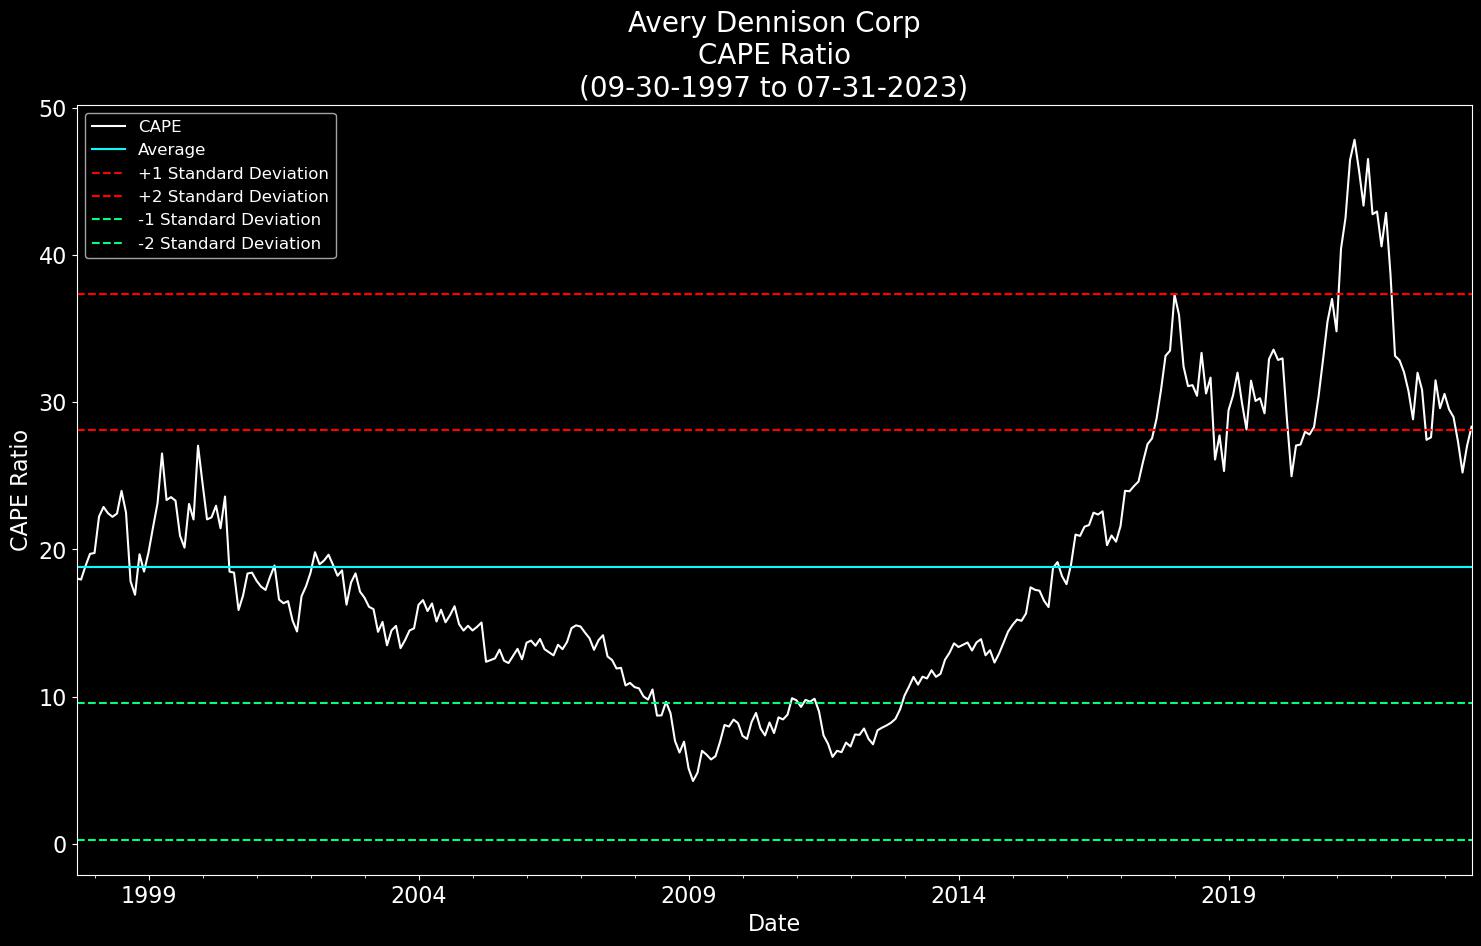 Avery Dennison Corp
CAPE Ratio
(09-30-1997 to 07-31-2023)
CAPE
Average
+1 Standard Deviation
+2 Standard Deviation
-1 Standard Deviation
-2 Standard Deviation
50
40
30
20
10
0
CAPE Ratio
1999
2004
2009
2014
2019
Date